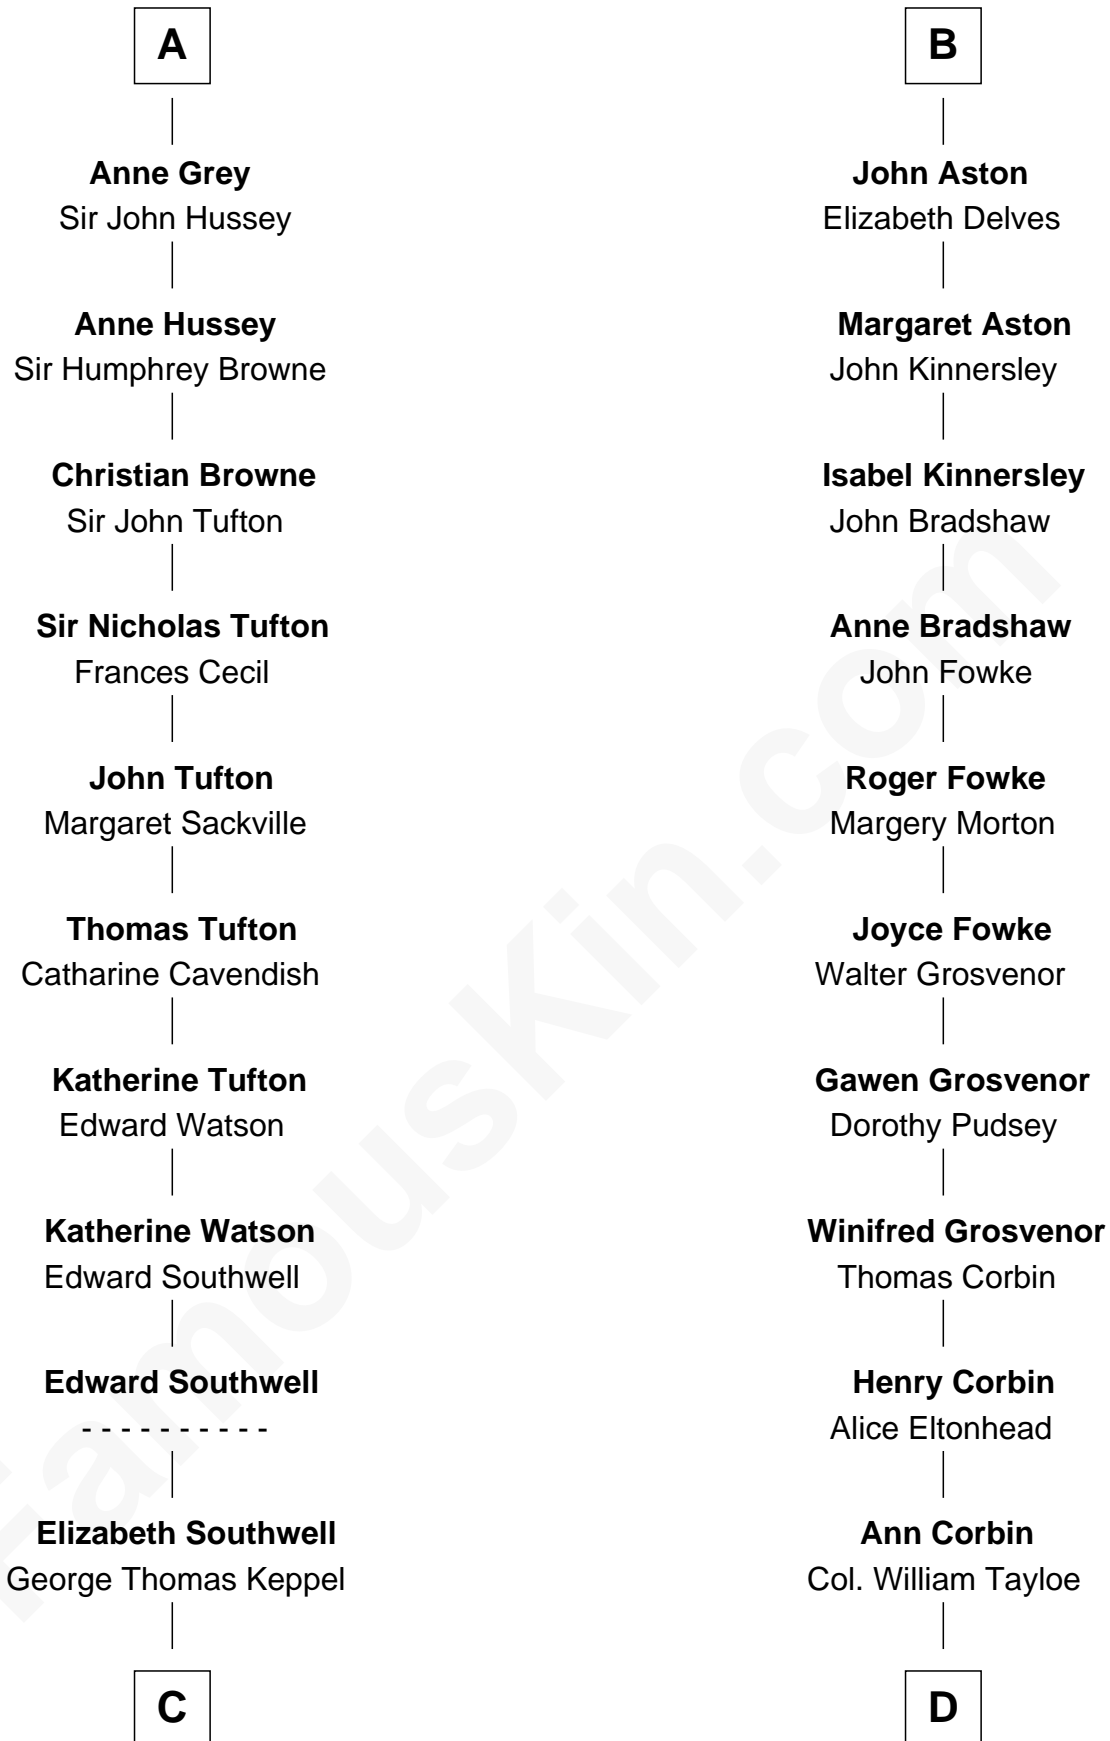 A
Anne Grey
Sir John Hussey
Anne Hussey
Sir Humphrey Browne
Christian Browne
Sir John Tufton
Sir Nicholas Tufton
Frances Cecil
John Tufton
Margaret Sackville
Thomas Tufton
Catharine Cavendish
Katherine Tufton
Edward Watson
Katherine Watson
Edward Southwell
Edward Southwell
- - - - - - - - - -
Elizabeth Southwell
George Thomas Keppel
C
B
John Aston
Elizabeth Delves
Margaret Aston
John Kinnersley
Isabel Kinnersley
John Bradshaw
Anne Bradshaw
John Fowke
Roger Fowke
Margery Morton
Joyce Fowke
Walter Grosvenor
Gawen Grosvenor
Dorothy Pudsey
Winifred Grosvenor
Thomas Corbin
Henry Corbin
Alice Eltonhead
Ann Corbin
Col. William Tayloe
D
FamousKin.com